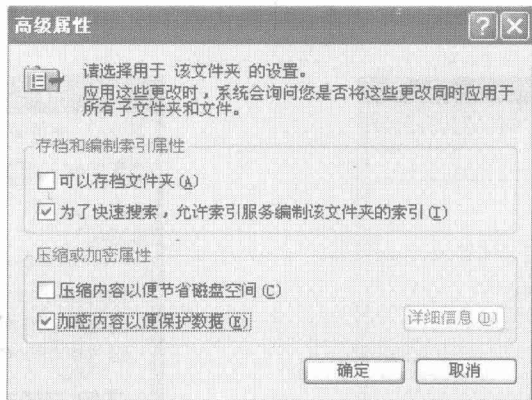 高级属性
请选择用于 该文件夹 的设置。
应用这些更改时，系统会询问您是否将这些更改同时应用于
所有子文件夹和文件。
存档和编制索引属性
可以存档文件夹(A)
为了快速搜索，允许索引服务编制该文件夹的索引(I)
压缩或加密属性
压缩内容以便节省磁盘空间(C)
加密内容以便保护数据(E)
详细信息(D)
确定
取消